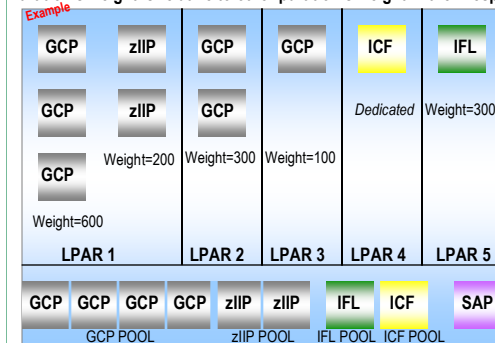 Example
GCP zIIP GCP GCP ICF IFL
GCP zIIP GCP Dedicated Weight=300
GCP Weight=200 Weight=300 Weight=100
Weight=600
LPAR 1 LPAR 2 LPAR 3 LPAR 4 LPAR 5
GCP GCP GCP GCP zIIP zIIP IFL ICF SAP
GCP POOL zIIP POOL IFL POOL ICF POOL